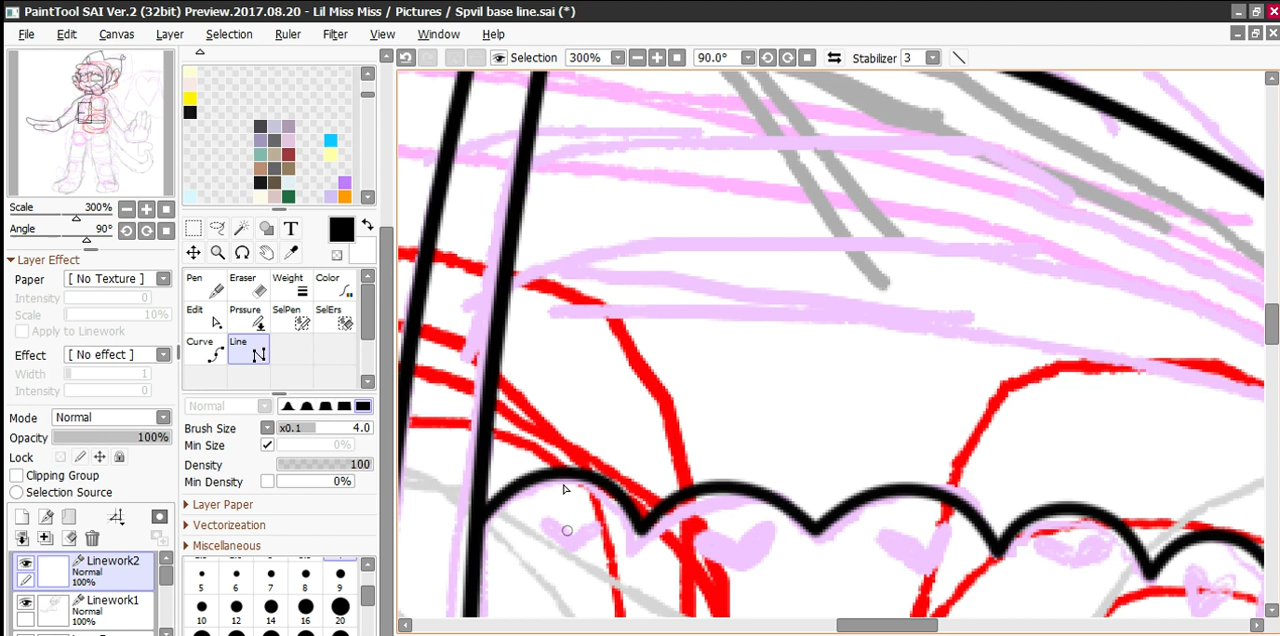 PaintTool SAI Ver.2 (32bit) Preview.2017.08.20 - Lil Miss Miss / Pictures / Spvil base line.sai (*)
File Edit Canvas Layer Selection Ruler Filter View Window Help
Selection 300% 90.0° Stabilizer 3
Scale 300%
Angle 90°
Layer Effect
Paper [ No Texture ]
Intensity 0
Scale 10%
Apply to Linework
Effect [ No effect ]
Width 1
Intensity 0
Mode Normal
Opacity 100%
Lock
Clipping Group
Selection Source
Linework2
Normal
100%
Linework1
Normal
100%
T
Pen Eraser Weight Color
Edit Prssure SelPen SelErs
Curve Line
Normal
Brush Size x0.1 4.0
Min Size 0%
Density 100
Min Density 0%
Layer Paper
Vectorizeation
Miscellaneous
5 6 7 8 9
10 12 14 16 20